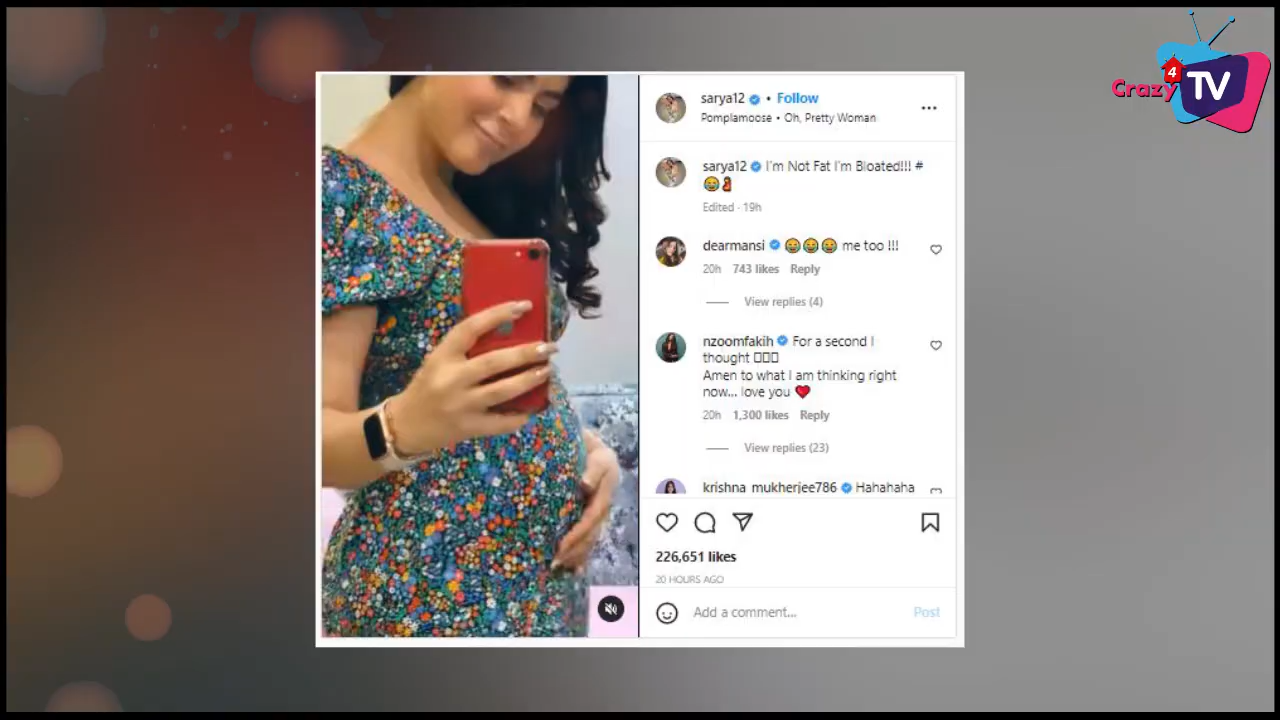 Crazy 4 TV
sarya12 • Follow
Pomplamoose • Oh, Pretty Woman
sarya12 I'm Not Fat I'm Bloated!!! #
😂💃
Edited · 19h
dearmansi 😂😂😂 me too !!!
20h 743 likes Reply
View replies (4)
nzoomfakih For a second I
thought □□□
Amen to what I am thinking right
now... love you ❤️
20h 1,300 likes Reply
View replies (23)
krishna_mukherjee786 Hahahaha
226,651 likes
20 HOURS AGO
Add a comment... Post